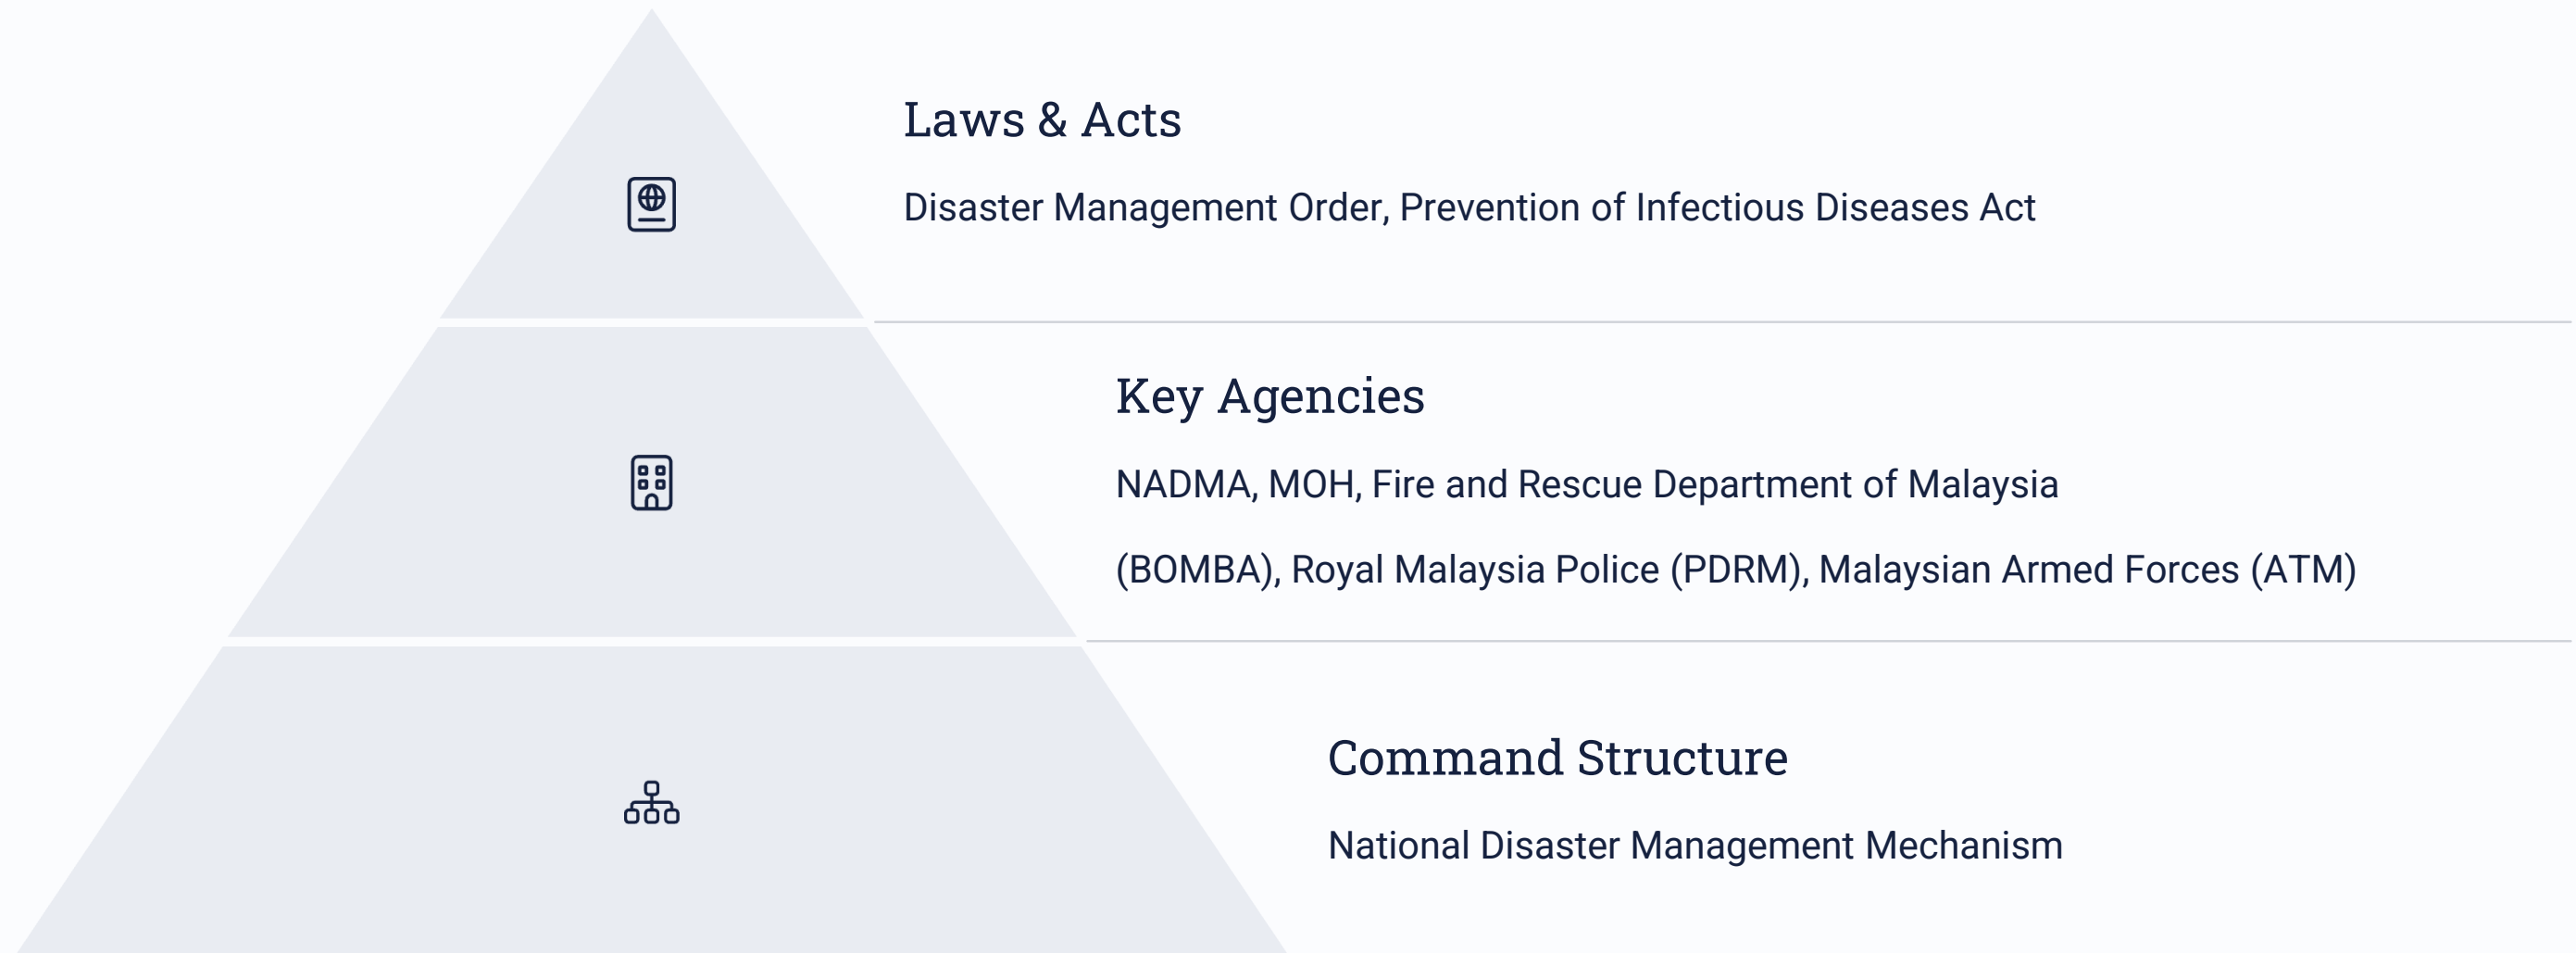 Laws & Acts
Disaster Management Order, Prevention of Infectious Diseases Act
Key Agencies
NADMA, MOH, Fire and Rescue Department of Malaysia
(BOMBA), Royal Malaysia Police (PDRM), Malaysian Armed Forces (ATM)
Command Structure
National Disaster Management Mechanism